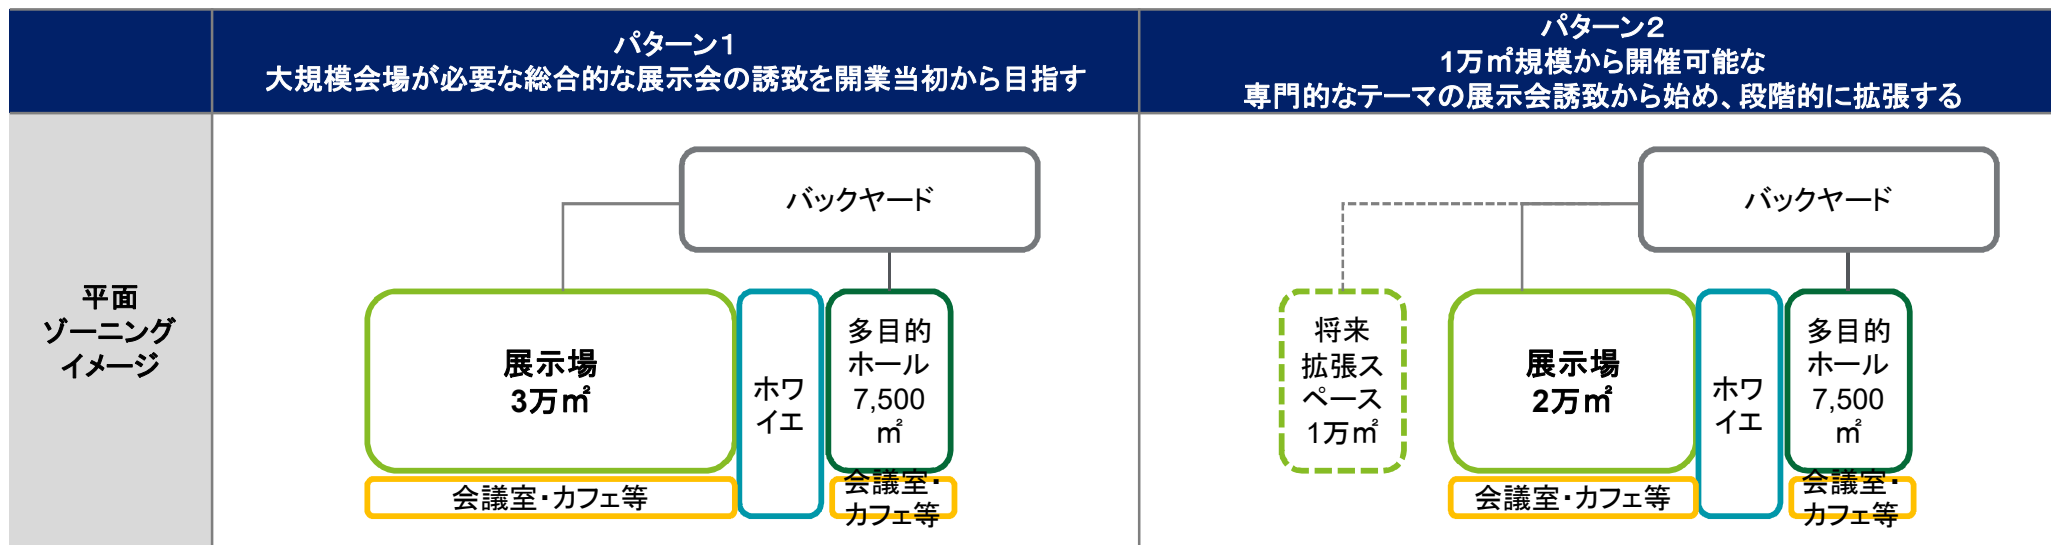 パターン1
大規模会場が必要な総合的な展示会の誘致を開業当初から目指す
パターン2
1万㎡規模から開催可能な
専門的なテーマの展示会誘致から始め、段階的に拡張する
平面
ゾーニング
イメージ
バックヤード
展示場
3万㎡
ホワ
イエ
多目的
ホール
7,500
㎡
会議室・カフェ等
会議室・
カフェ等
バックヤード
将来
拡張ス
ペース
1万㎡
展示場
2万㎡
ホワ
イエ
多目的
ホール
7,500
㎡
会議室・カフェ等
会議室・
カフェ等